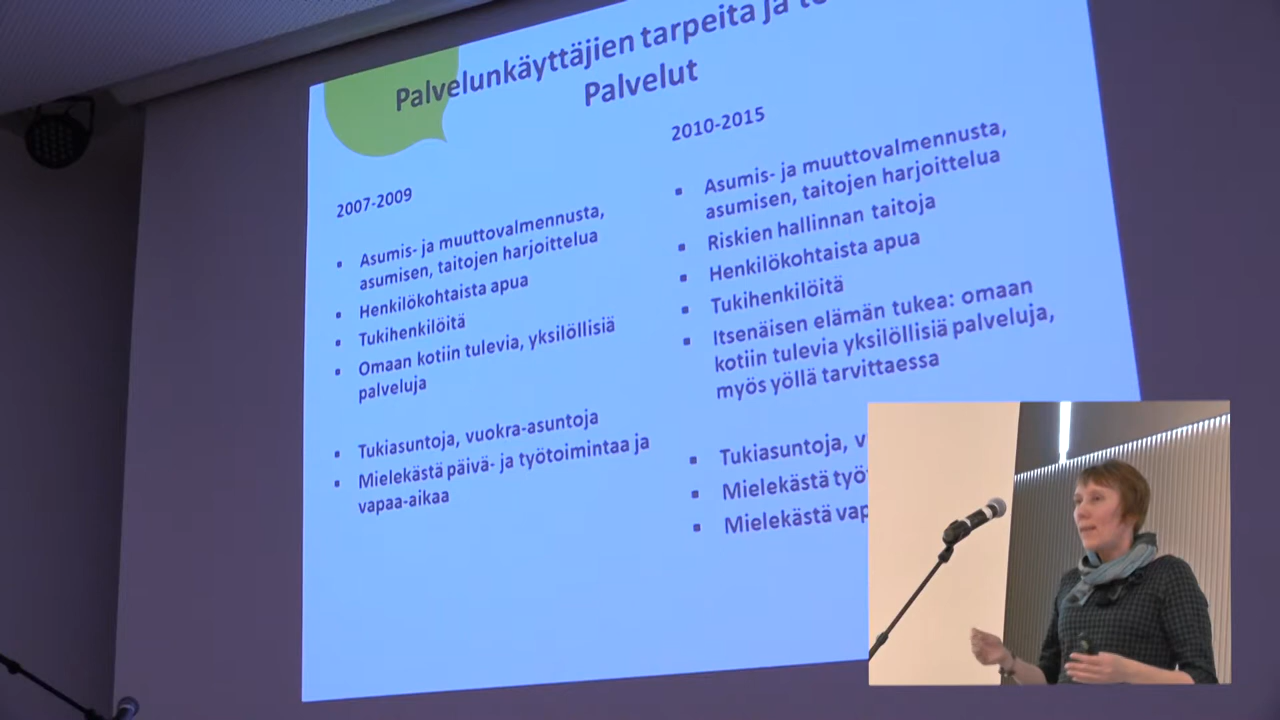 Palvelunkäyttäjien tarpeita ja
Palvelut
2007-2009
Asumis- ja muuttovalmennusta,
asumisen, taitojen harjoittelua
Henkilökohtaista apua
Tukihenkilöitä
Omaan kotiin tulevia, yksilöllisiä
palveluja
Tukiasuntoja, vuokra-asuntoja
Mielekästä päivä- ja työtoimintaa ja
vapaa-aikaa
2010-2015
Asumis- ja muuttovalmennusta,
asumisen, taitojen harjoittelua
Riskien hallinnan taitoja
Henkilökohtaista apua
Tukihenkilöitä
Itsenäisen elämän tukea: omaan
kotiin tulevia yksilöllisiä palveluja,
myös yöllä tarvittaessa
Tukiasuntoja, v
Mielekästä työ
Mielekästä vap